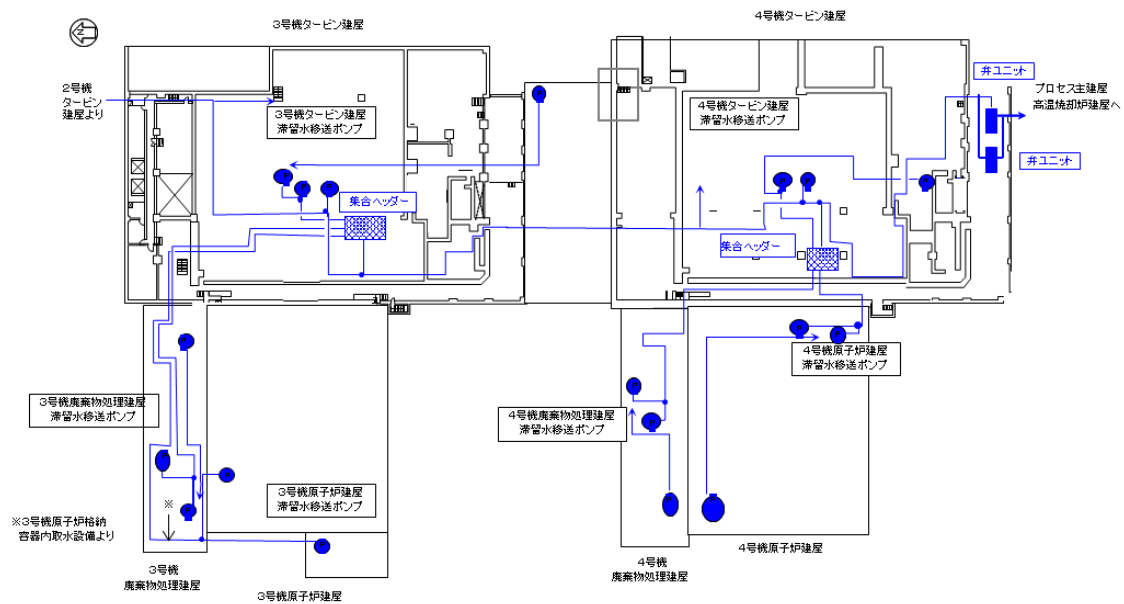 3号機タービン建屋
4号機タービン建屋
2号機
タービン
建屋より
3号機タービン建屋
滞留水移送ポンプ
4号機タービン建屋
滞留水移送ポンプ
弁ユニット
プロセス主建屋
高温焼却炉建屋へ
弁ユニット
集合ヘッダー
集合ヘッダー
4号機原子炉建屋
滞留水移送ポンプ
3号機廃棄物処理建屋
滞留水移送ポンプ
4号機廃棄物処理建屋
滞留水移送ポンプ
3号機原子炉建屋
滞留水移送ポンプ
※
※3号機原子炉格納
容器内取水設備より
4号機原子炉建屋
3号機
廃棄物処理建屋
4号機
廃棄物処理建屋
3号機原子炉建屋